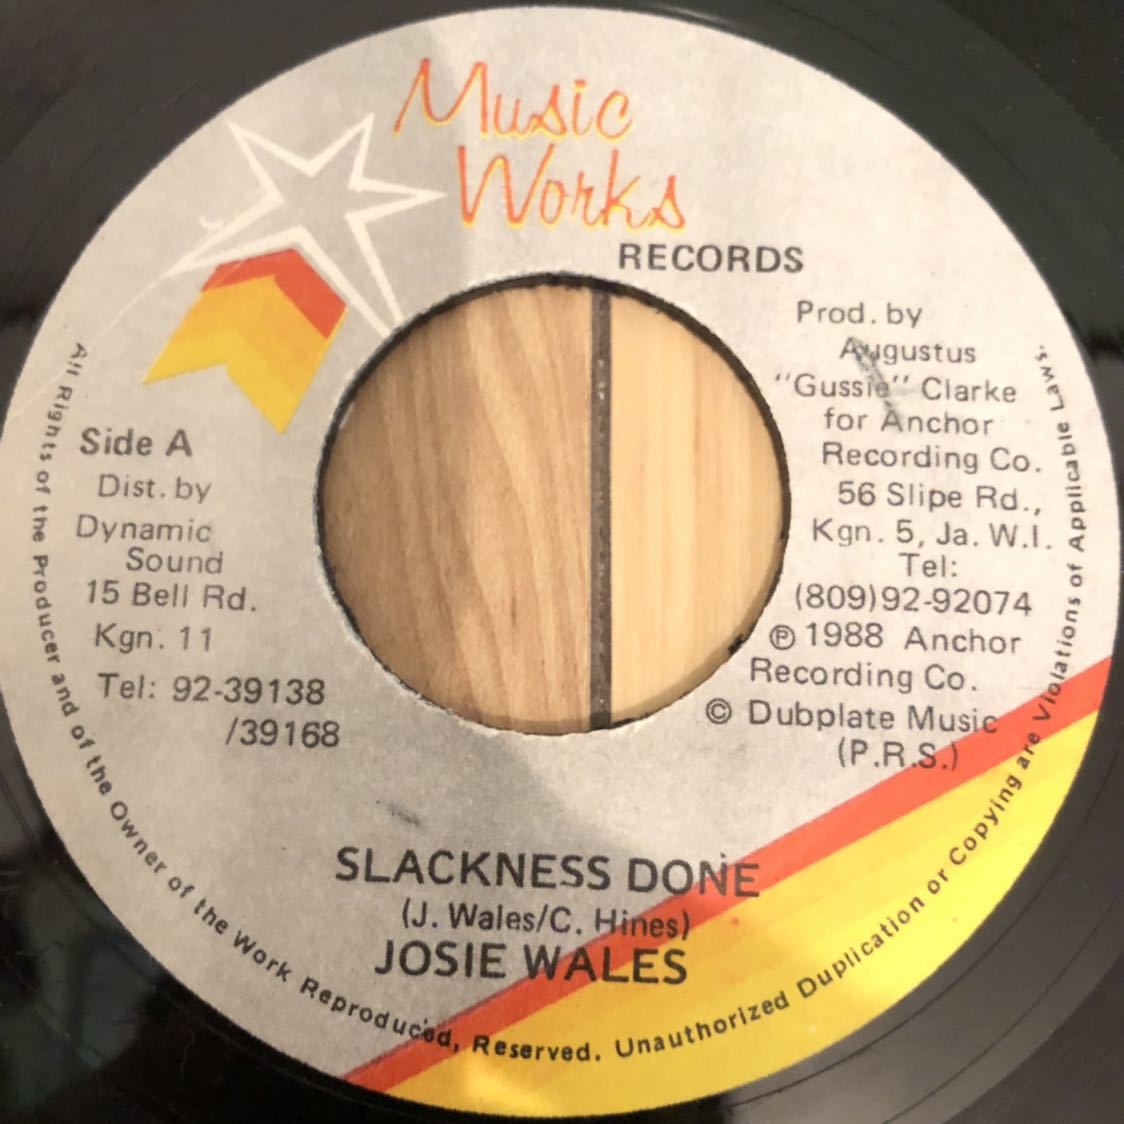 Music
Works
RECORDS
Prod. by
Augustus
"Gussie" Clarke
for Anchor
Recording Co.
56 Slipe Rd.,
Kgn. 5, Ja. W.I.
Tel:
(809)92-92074
℗ 1988 Anchor
Recording Co.
© Dubplate Music
(P.R.S.)
Side A
Dist. by
Dynamic
Sound
15 Bell Rd.
Kgn. 11
Tel: 92-39138
/39168
SLACKNESS DONE
(J. Wales/C. Hines)
JOSIE WALES
All Rights of the Producer and of the Owner of the Work Reproduced, Reserved. Unauthorized Duplication or Copying are Violations of Applicable Laws.